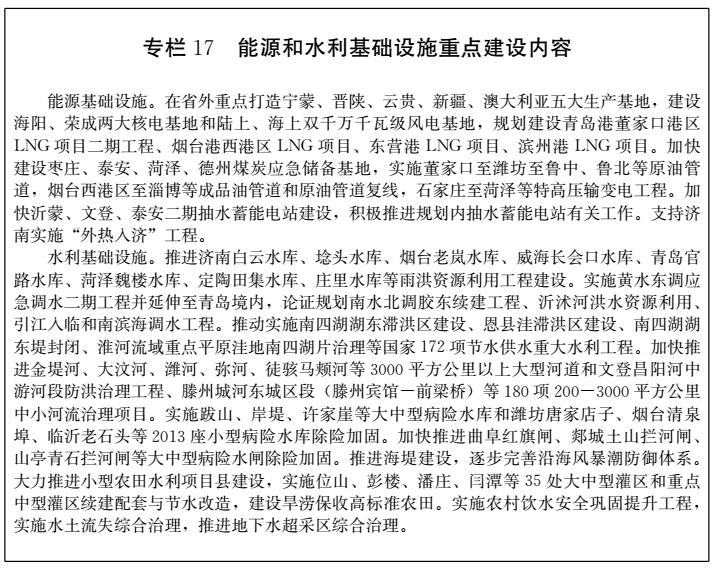 专栏 17 能源和水利基础设施重点建设内容
能源基础设施。在省外重点打造宁蒙、晋陕、云贵、新疆、澳大利亚五大生产基地，建设
海阳、荣成两大核电基地和陆上、海上双千万千瓦级风电基地，规划建设青岛港董家口港区
LNG 项目二期工程、烟台港西港区 LNG 项目、东营港 LNG 项目、滨州港 LNG 项目。加快
建设枣庄、泰安、菏泽、德州煤炭应急储备基地，实施董家口至潍坊至鲁中、鲁北等原油管
道，烟台西港区至淄博等成品油管道和原油管道复线，石家庄至菏泽等特高压输变电工程。加
快沂蒙、文登、泰安二期抽水蓄能电站建设，积极推进规划内抽水蓄能电站有关工作。支持济
南实施“外热入济”工程。
水利基础设施。推进济南白云水库、埝头水库、烟台老岚水库、威海长会口水库、青岛官
路水库、菏泽魏楼水库、定陶田集水库、庄里水库等雨洪资源利用工程建设。实施黄水东调应
急调水二期工程并延伸至青岛境内，论证规划南水北调胶东续建工程、沂沭河洪水资源利用、
引江入临和南滨海调水工程。推动实施南四湖湖东滞洪区建设、恩县洼滞洪区建设、南四湖湖
东堤封闭、淮河流域重点平原洼地南四湖片治理等国家 172 项节水供水重大水利工程。加快推
进金堤河、大汶河、潍河、弥河、徒骇马颊河等 3000 平方公里以上大型河道和文登昌阳河中
游河段防洪治理工程、滕州城河东城区段（滕州宾馆—前梁桥）等 180 项 200—3000 平方公里
中小河流治理项目。实施跋山、岸堤、许家崖等大中型病险水库和潍坊唐家店子、烟台清泉
埠、临沂老石头等 2013 座小型病险水库除险加固。加快推进曲阜红旗闸、郯城土山拦河闸、
山亭青石拦河闸等大中型病险水闸除险加固。推进海堤建设，逐步完善沿海风暴潮防御体系。
大力推进小型农田水利项目县建设，实施位山、彭楼、潘庄、闫潭等 35 处大中型灌区和重点
中型灌区续建配套与节水改造，建设旱涝保收高标准农田。实施农村饮水安全巩固提升工程，
实施水土流失综合治理，推进地下水超采区综合治理。